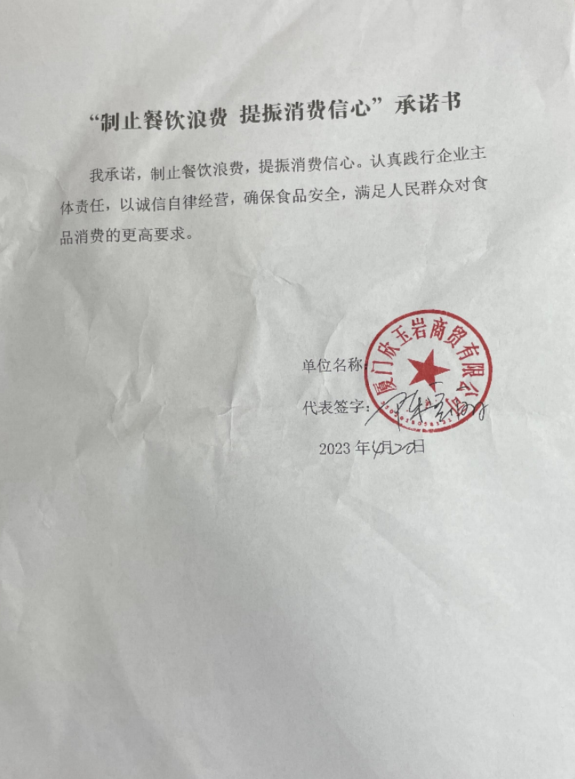 “制止餐饮浪费 提振消费信心”承诺书
我承诺，制止餐饮浪费，提振消费信心。认真践行企业主
体责任，以诚信自律经营，确保食品安全，满足人民群众对食
品消费的更高要求。
单位名称：
厦门欣玉岩商贸有限公司
代表签字：
2023年4月20日